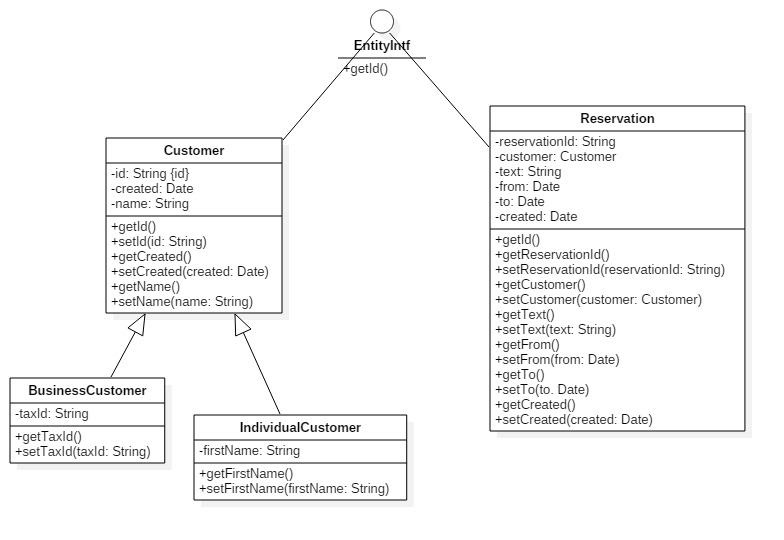 EntityIntf
+getId()
Customer
-id: String {id}
-created: Date
-name: String
+getId()
+setId(id: String)
+getCreated()
+setCreated(created: Date)
+getName()
+setName(name: String)
Reservation
-reservationId: String
-customer: Customer
-text: String
-from: Date
-to: Date
-created: Date
+getId()
+getReservationId()
+setReservationId(reservationId: String)
+getCustomer()
+setCustomer(customer: Customer)
+getText()
+setText(text: String)
+getFrom()
+setFrom(from: Date)
+getTo()
+setTo(to. Date)
+getCreated()
+setCreated(created: Date)
BusinessCustomer
-taxId: String
+getTaxId()
+setTaxId(taxId: String)
IndividualCustomer
-firstName: String
+getFirstName()
+setFirstName(firstName: String)